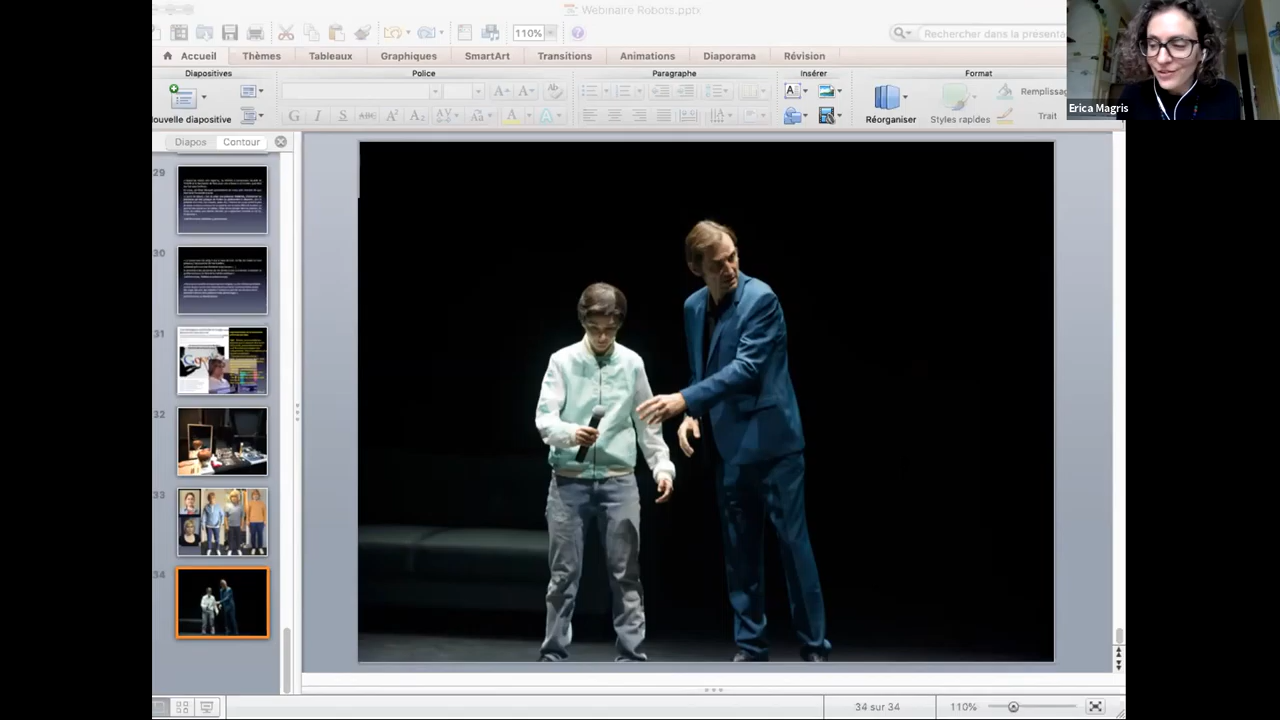 Webinaire Robots.pptx
110%
Rechercher dans la présenta
Accueil
Thèmes
Tableaux
Graphiques
SmartArt
Transitions
Animations
Diaporama
Révision
Diapositives
Police
Paragraphe
Insérer
Format
ouvelle diapositive
G I S ABC
Réorganiser
Styles rapides
Remplissag
Trait
Erica Magris
Diapos
Contour
29
30
31
32
33
34
34 sur 34
110%